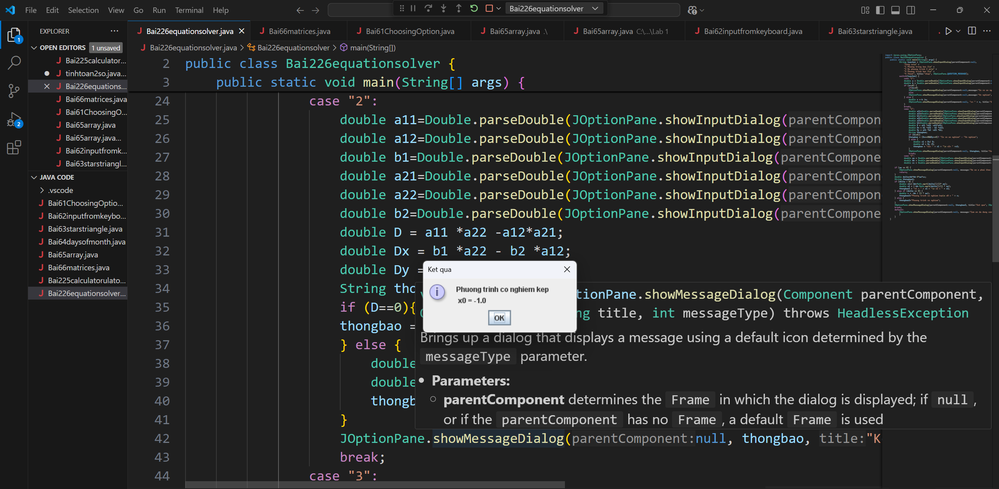 File Edit Selection View Go Run Terminal Help
Bai226equationsolver
EXPLORER
OPEN EDITORS 1 unsaved
Bai225calculator...
tinhtoan2so.java...
Bai226equations...
Bai66matrices.java
Bai61ChoosingO...
Bai65array.java
Bai65array.java...
Bai62inputfromk...
Bai63starstriangl...
JAVA CODE
.vscode
Bai61ChoosingOptio...
Bai62inputfromkeybo...
Bai63starstriangle.java
Bai64daysofmonth.java
Bai65array.java
Bai66matrices.java
Bai225calculatorulato...
Bai226equationsolver...
1
2
Bai226equationsolver.java Bai66matrices.java Bai61ChoosingOption.java Bai65array.java .\ Bai65array.java C:\...\Lab 1 Bai62inputfromkeyboard.java Bai63starstriangle.java
Bai226equationsolver.java > Bai226equationsolver > main(String[])
2 public class Bai226equationsolver {
3 public static void main(String[] args) {
24 case "2":
25 double a11=Double.parseDouble(JOptionPane.showInputDialog(parentCompon
26 double a12=Double.parseDouble(JOptionPane.showInputDialog(parentCompon
27 double b1=Double.parseDouble(JOptionPane.showInputDialog(parentCompone
28 double a21=Double.parseDouble(JOptionPane.showInputDialog(parentCompon
29 double a22=Double.parseDouble(JOptionPane.showInputDialog(parentCompon
30 double b2=Double.parseDouble(JOptionPane.showInputDialog(parentCompone
31 double D = a11 *a22 -a12*a21;
32 double Dx = b1 *a22 - b2 *a12;
33 double Dy =
34 String tho
35 if (D==0){
36 thongbao =
37 } else {
38 double
39 double
40 thongb
41 }
42 JOptionPane.showMessageDialog(parentComponent:null, thongbao, title:"K
43 break;
44 case "3":
Ket qua
Phuong trinh co nghiem kep
x0 = -1.0
OK
tionPane.showMessageDialog(Component parentComponent,
ng title, int messageType) throws HeadlessException
Brings up a dialog that displays a message using a default icon determined by the
messageType parameter.
Parameters:
parentComponent determines the Frame in which the dialog is displayed; if null,
or if the parentComponent has no Frame, a default Frame is used